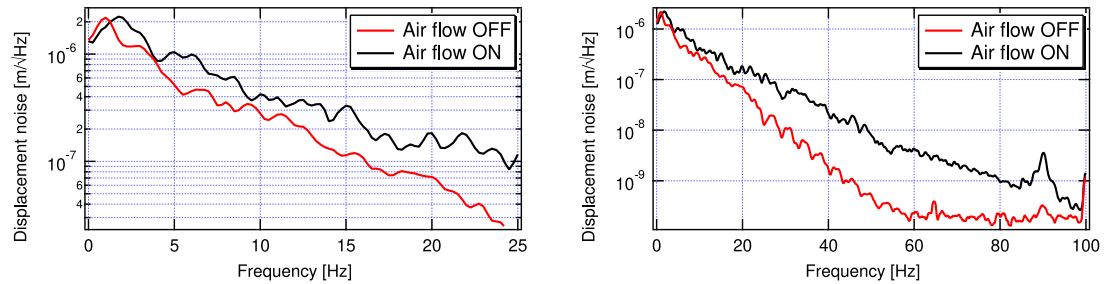 Displacement noise [m/√Hz]
2
10⁻⁶
6
4
2
10⁻⁷
6
4
Air flow OFF
Air flow ON
0 5 10 15 20 25
Frequency [Hz]
Displacement noise [m/√Hz]
10⁻⁶
10⁻⁷
10⁻⁸
10⁻⁹
Air flow OFF
Air flow ON
0 20 40 60 80 100
Frequency [Hz]